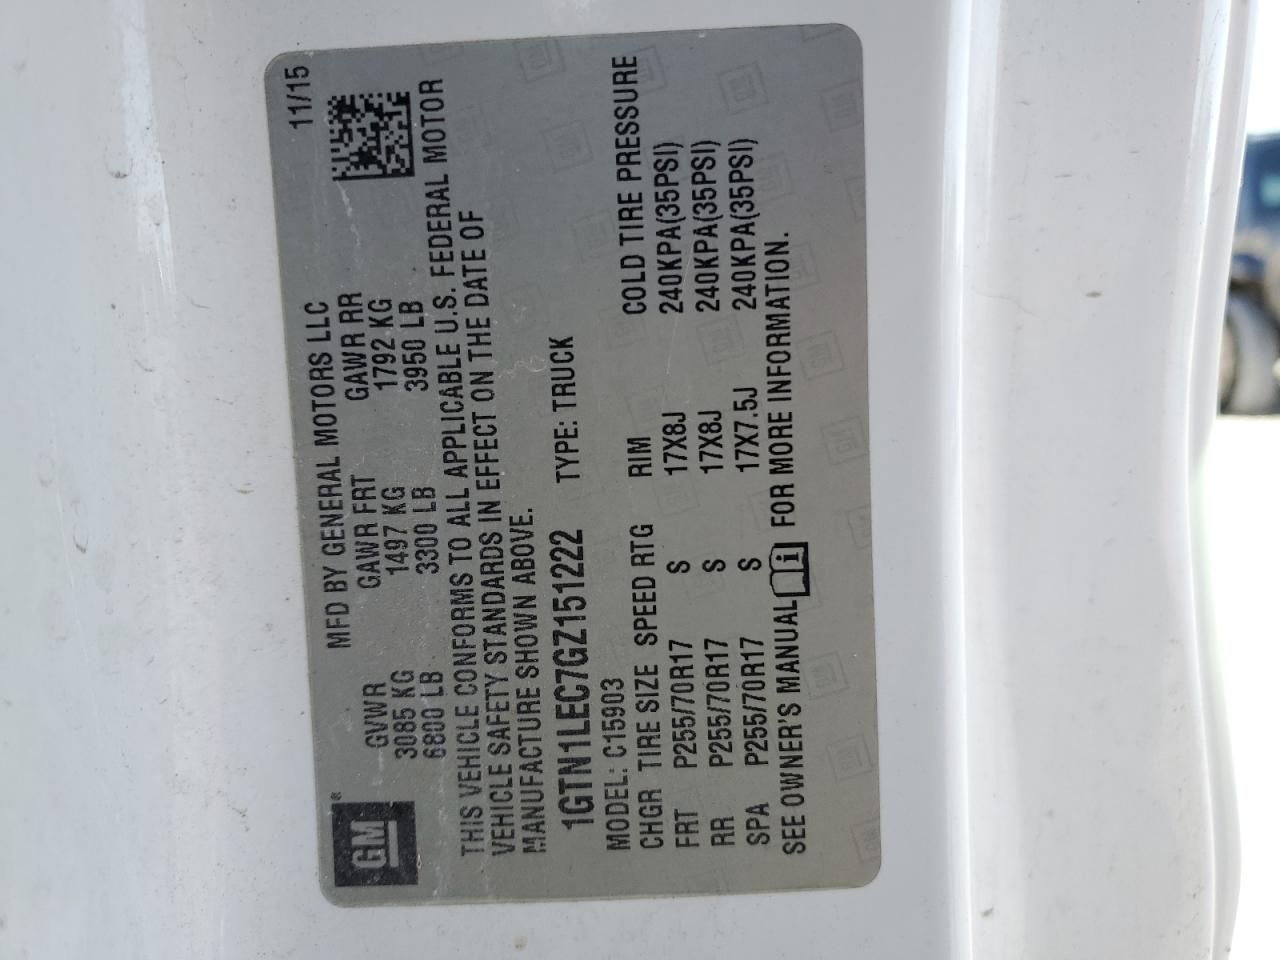 MFD BY GENERAL MOTORS LLC 11/15
GM®
GVWR GAWR FRT GAWR RR
3085 KG 1497 KG 1792 KG
6800 LB 3300 LB 3950 LB
THIS VEHICLE CONFORMS TO ALL APPLICABLE U.S. FEDERAL MOTOR
VEHICLE SAFETY STANDARDS IN EFFECT ON THE DATE OF
MANUFACTURE SHOWN ABOVE.
1GTN1LEC7GZ151222 TYPE: TRUCK
MODEL: C15903
CHGR TIRE SIZE SPEED RTG RIM COLD TIRE PRESSURE
FRT P255/70R17 S 17X8J 240KPA(35PSI)
RR P255/70R17 S 17X8J 240KPA(35PSI)
SPA P255/70R17 S 17X7.5J 240KPA(35PSI)
SEE OWNER'S MANUAL i FOR MORE INFORMATION.